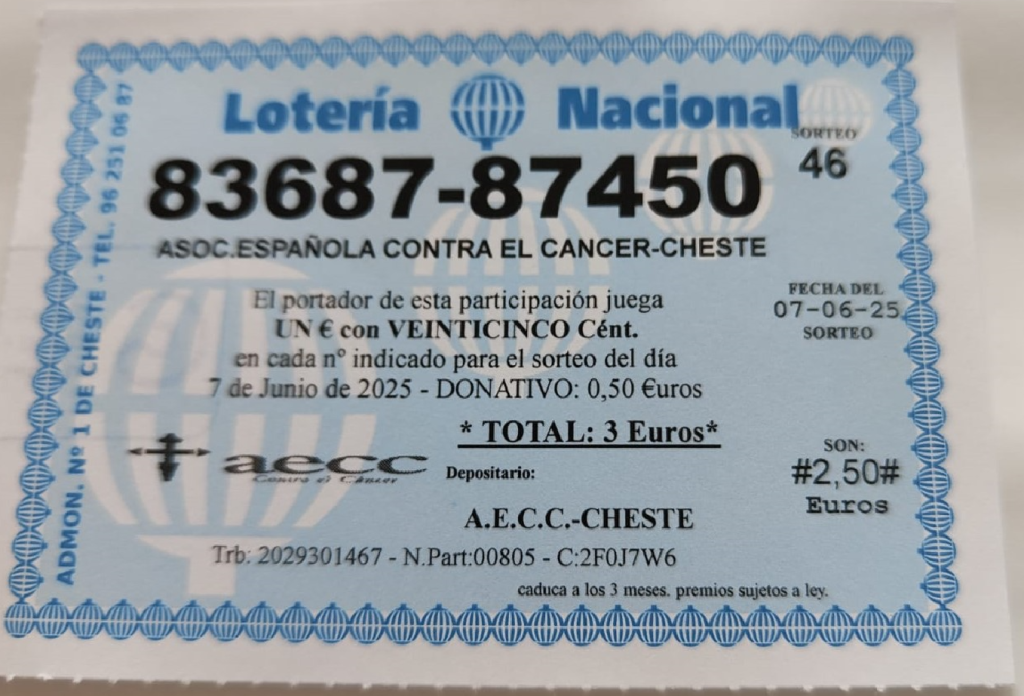 Lotería Nacional
SORTEO
46
83687-87450
ASOC.ESPAÑOLA CONTRA EL CANCER-CHESTE
El portador de esta participación juega
UN € con VEINTICINCO Cént.
en cada nº indicado para el sorteo del día
7 de Junio de 2025 - DONATIVO: 0,50 €uros
* TOTAL: 3 Euros*
FECHA DEL
07-06-25
SORTEO
aecc
Contra el Cáncer
Depositario:
A.E.C.C.-CHESTE
SON:
#2,50#
Euros
Trb: 2029301467 - N.Part:00805 - C:2F0J7W6
caduca a los 3 meses. premios sujetos a ley.
ADMON. Nº 1 DE CHESTE - TEL. 96 251 06 87